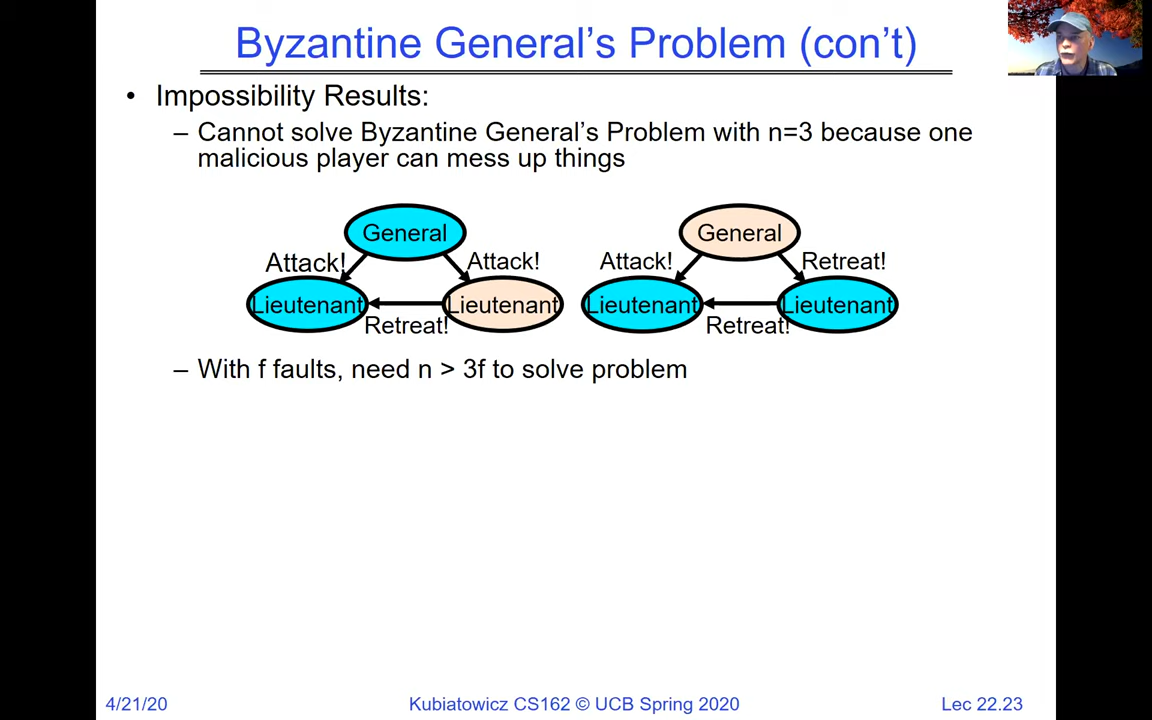 Byzantine General’s Problem (con’t)
• Impossibility Results:
– Cannot solve Byzantine General’s Problem with n=3 because one
malicious player can mess up things
General
General
Attack!
Attack!
Attack!
Retreat!
Lieutenant
Lieutenant
Lieutenant
Lieutenant
Retreat!
Retreat!
– With f faults, need n > 3f to solve problem
4/21/20
Kubiatowicz CS162 © UCB Spring 2020
Lec 22.23